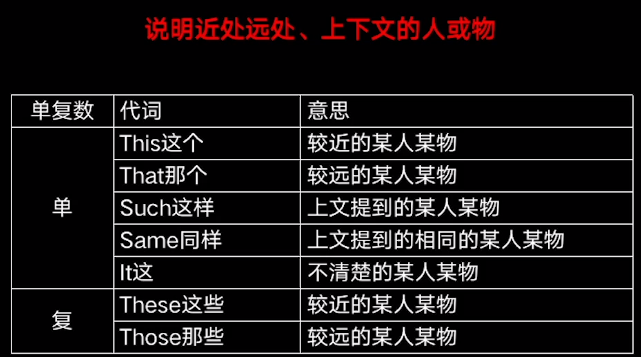 说明近处远处、上下文的人或物
单复数 代词 意思
单 This这个 较近的某人某物
That那个 较远的某人某物
Such这样 上文提到的某人某物
Same同样 上文提到的相同的某人某物
It这 不清楚的某人某物
复 These这些 较近的某人某物
Those那些 较远的某人某物